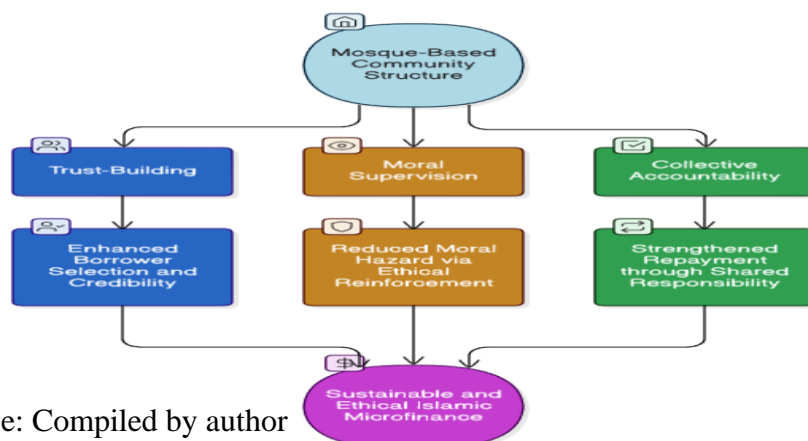 Mosque-Based
Community
Structure
Trust-Building
Moral
Supervision
Collective
Accountability
Enhanced
Borrower
Selection and
Credibility
Reduced Moral
Hazard via
Ethical
Reinforcement
Strengthened
Repayment
through Shared
Responsibility
$
Sustainable and
Ethical Islamic
Microfinance
e: Compiled by author